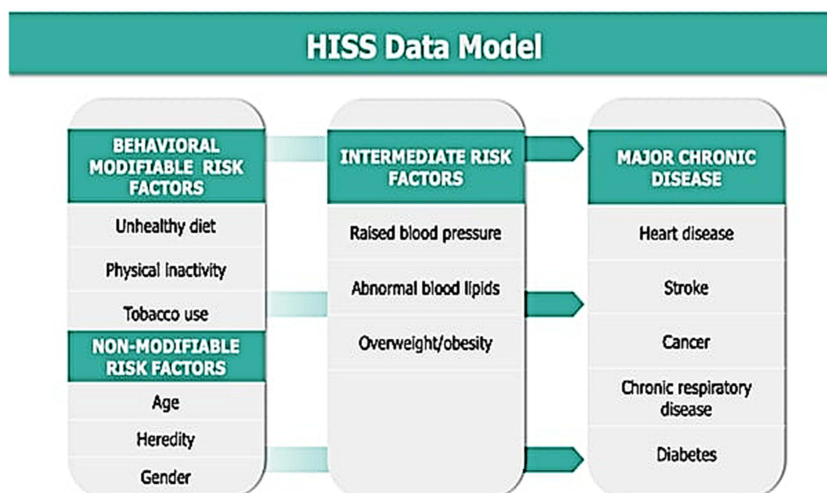 HISS Data Model
BEHAVIORAL
MODIFIABLE RISK
FACTORS
Unhealthy diet
Physical inactivity
Tobacco use
NON-MODIFIABLE
RISK FACTORS
Age
Heredity
Gender
INTERMEDIATE RISK
FACTORS
Raised blood pressure
Abnormal blood lipids
Overweight/obesity
MAJOR CHRONIC
DISEASE
Heart disease
Stroke
Cancer
Chronic respiratory
disease
Diabetes